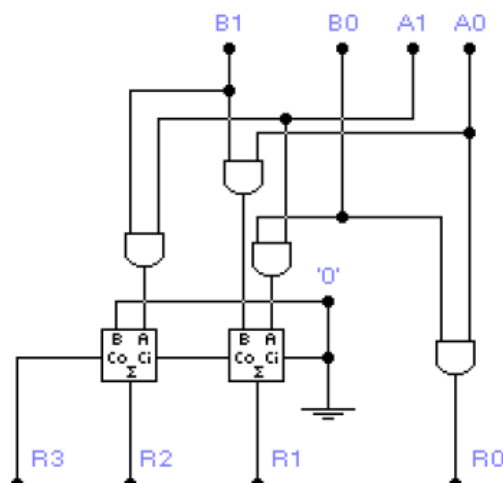 B1 B0 A1 A0
'0'
B A B A
Co Ci Co Ci
Σ Σ
R3 R2 R1 R0